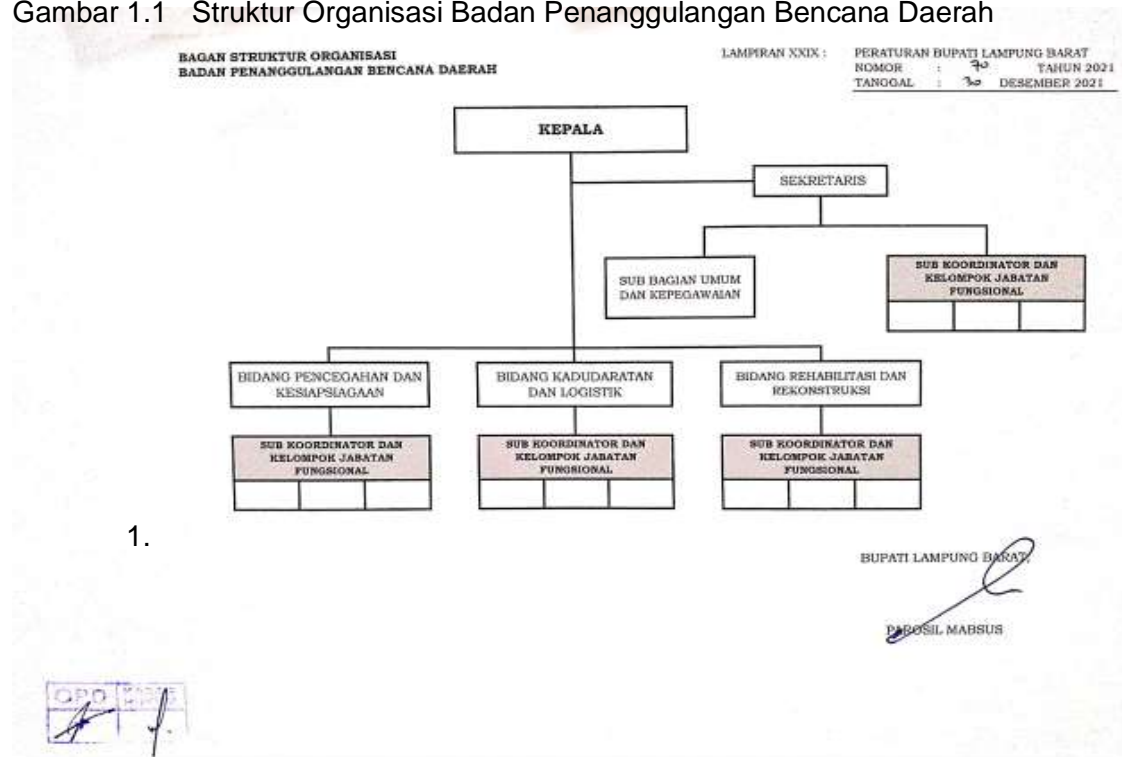 Gambar 1.1 Struktur Organisasi Badan Penanggulangan Bencana Daerah
BAGAN STRUKTUR ORGANISASI
BADAN PENANGGULANGAN BENCANA DAERAH
LAMPIRAN XXIX : PERATURAN BUPATI LAMPUNG BARAT
NOMOR : 70 TAHUN 2021
TANGGAL : 30 DESEMBER 2021
KEPALA
SEKRETARIS
SUB BAGIAN UMUM
DAN KEPEGAWAIAN
SUB KOORDINATOR DAN
KELOMPOK JABATAN
FUNGSIONAL
BIDANG PENCEGAHAN DAN
KESIAPSIAGAAN
BIDANG KADUDARATAN
DAN LOGISTIK
BIDANG REHABILITASI DAN
REKONSTRUKSI
SUB KOORDINATOR DAN
KELOMPOK JABATAN
FUNGSIONAL
SUB KOORDINATOR DAN
KELOMPOK JABATAN
FUNGSIONAL
SUB KOORDINATOR DAN
KELOMPOK JABATAN
FUNGSIONAL
1.
BUPATI LAMPUNG BARAT,
PAROSIL MABSUS
OPD